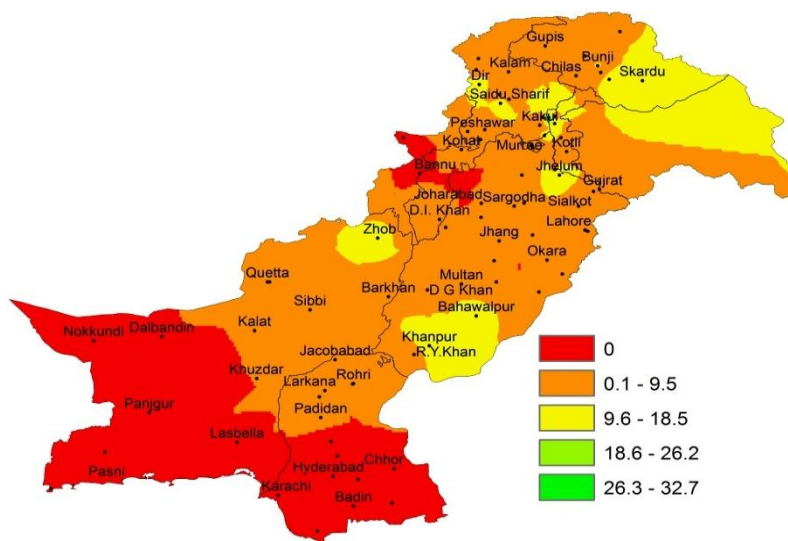 Gupis
Kalam
Chilas
Bunji
Dir
Skardu
Saidu Sharif
Kakul
Peshawar
Kohat
Murree
Kotli
Bannu
Jhelum
Gujrat
Joharabad
Sargodha
Sialkot
D.I. Khan
Lahore
Zhob
Jhang
Okara
Quetta
Multan
Barkhan
D G Khan
Sibbi
Bahawalpur
Nokkundi
Dalbandin
Kalat
Khanpur
R.Y.Khan
Jacobabad
Khuzdar
Larkana
Rohri
Panjgur
Padidan
Lasbella
Pasni
Hyderabad
Chhor
Karachi
Badin
0
0.1 - 9.5
9.6 - 18.5
18.6 - 26.2
26.3 - 32.7